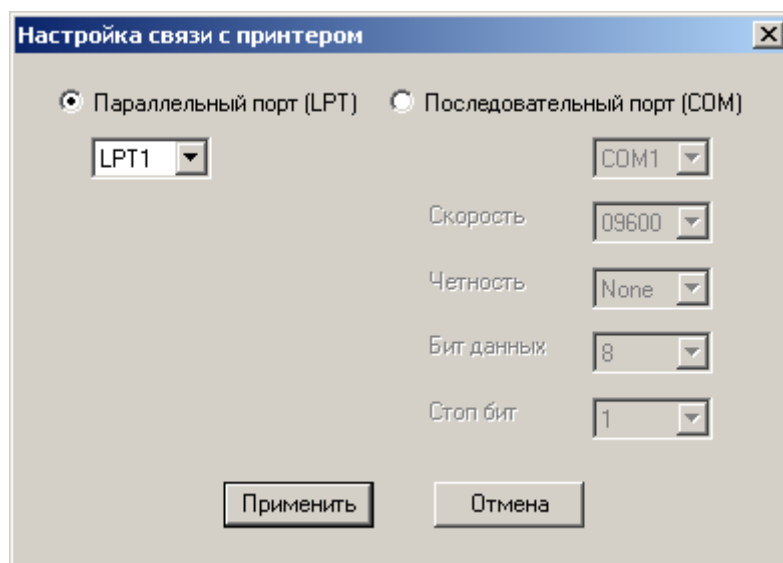 Настройка связи с принтером
Параллельный порт (LPT) Последовательный порт (COM)
LPT1 COM1
Скорость 09600
Четность None
Бит данных 8
Стоп бит 1
Применить Отмена